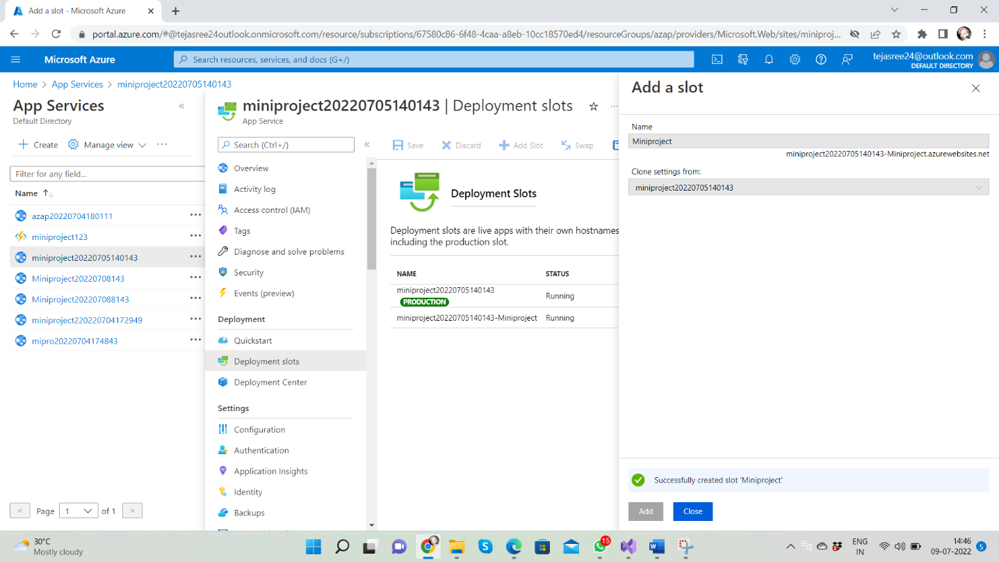 Add a slot - Microsoft Azure
portal.azure.com/#@tejasree24outlook.onmicrosoft.com/resource/subscriptions/67580c86-6f48-4caa-a8eb-10cc18570ed4/resourceGroups/azap/providers/Microsoft.Web/sites/miniproj...
Microsoft Azure
Search resources, services, and docs (G+/)
tejasree24@outlook.com
DEFAULT DIRECTORY
Home > App Services > miniproject20220705140143
App Services
Default Directory
Create
Manage view
...
Filter for any field...
Name
azap20220704180111
miniproject123
miniproject20220705140143
Miniproject20220708143
Miniproject202207088143
miniproject220220704172949
mipro20220704174843
< Page 1 of 1 >
miniproject20220705140143 | Deployment slots
App Service
Search (Ctrl+/)
Overview
Activity log
Access control (IAM)
Tags
Diagnose and solve problems
Security
Events (preview)
Deployment
Quickstart
Deployment slots
Deployment Center
Settings
Configuration
Authentication
Application Insights
Identity
Backups
Save
Discard
Add Slot
Swap
Deployment Slots
Deployment slots are live apps with their own hostnames
including the production slot.
NAME STATUS
miniproject20220705140143
PRODUCTION
Running
miniproject20220705140143-Miniproject Running
Add a slot
Name
Miniproject
miniproject20220705140143-Miniproject.azurewebsites.net
Clone settings from:
miniproject20220705140143
Successfully created slot 'Miniproject'
Add
Close
30°C
Mostly cloudy
15
ENG
IN
14:46
09-07-2022
5